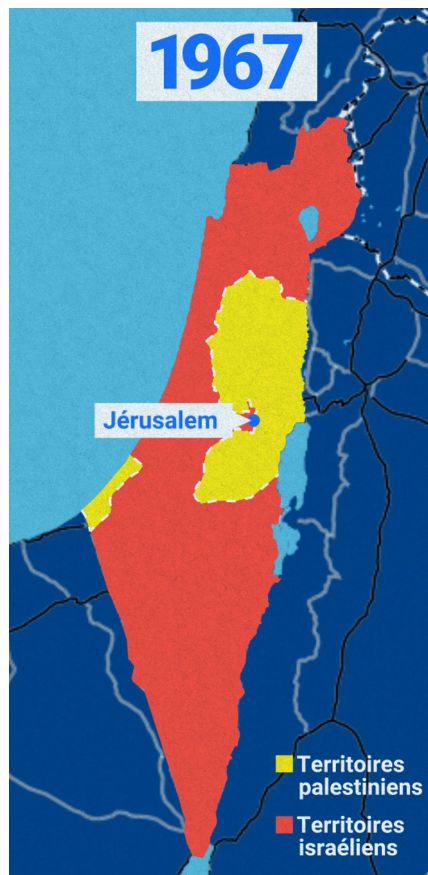 1967
Jérusalem
Territoires
palestiniens
Territoires
israéliens